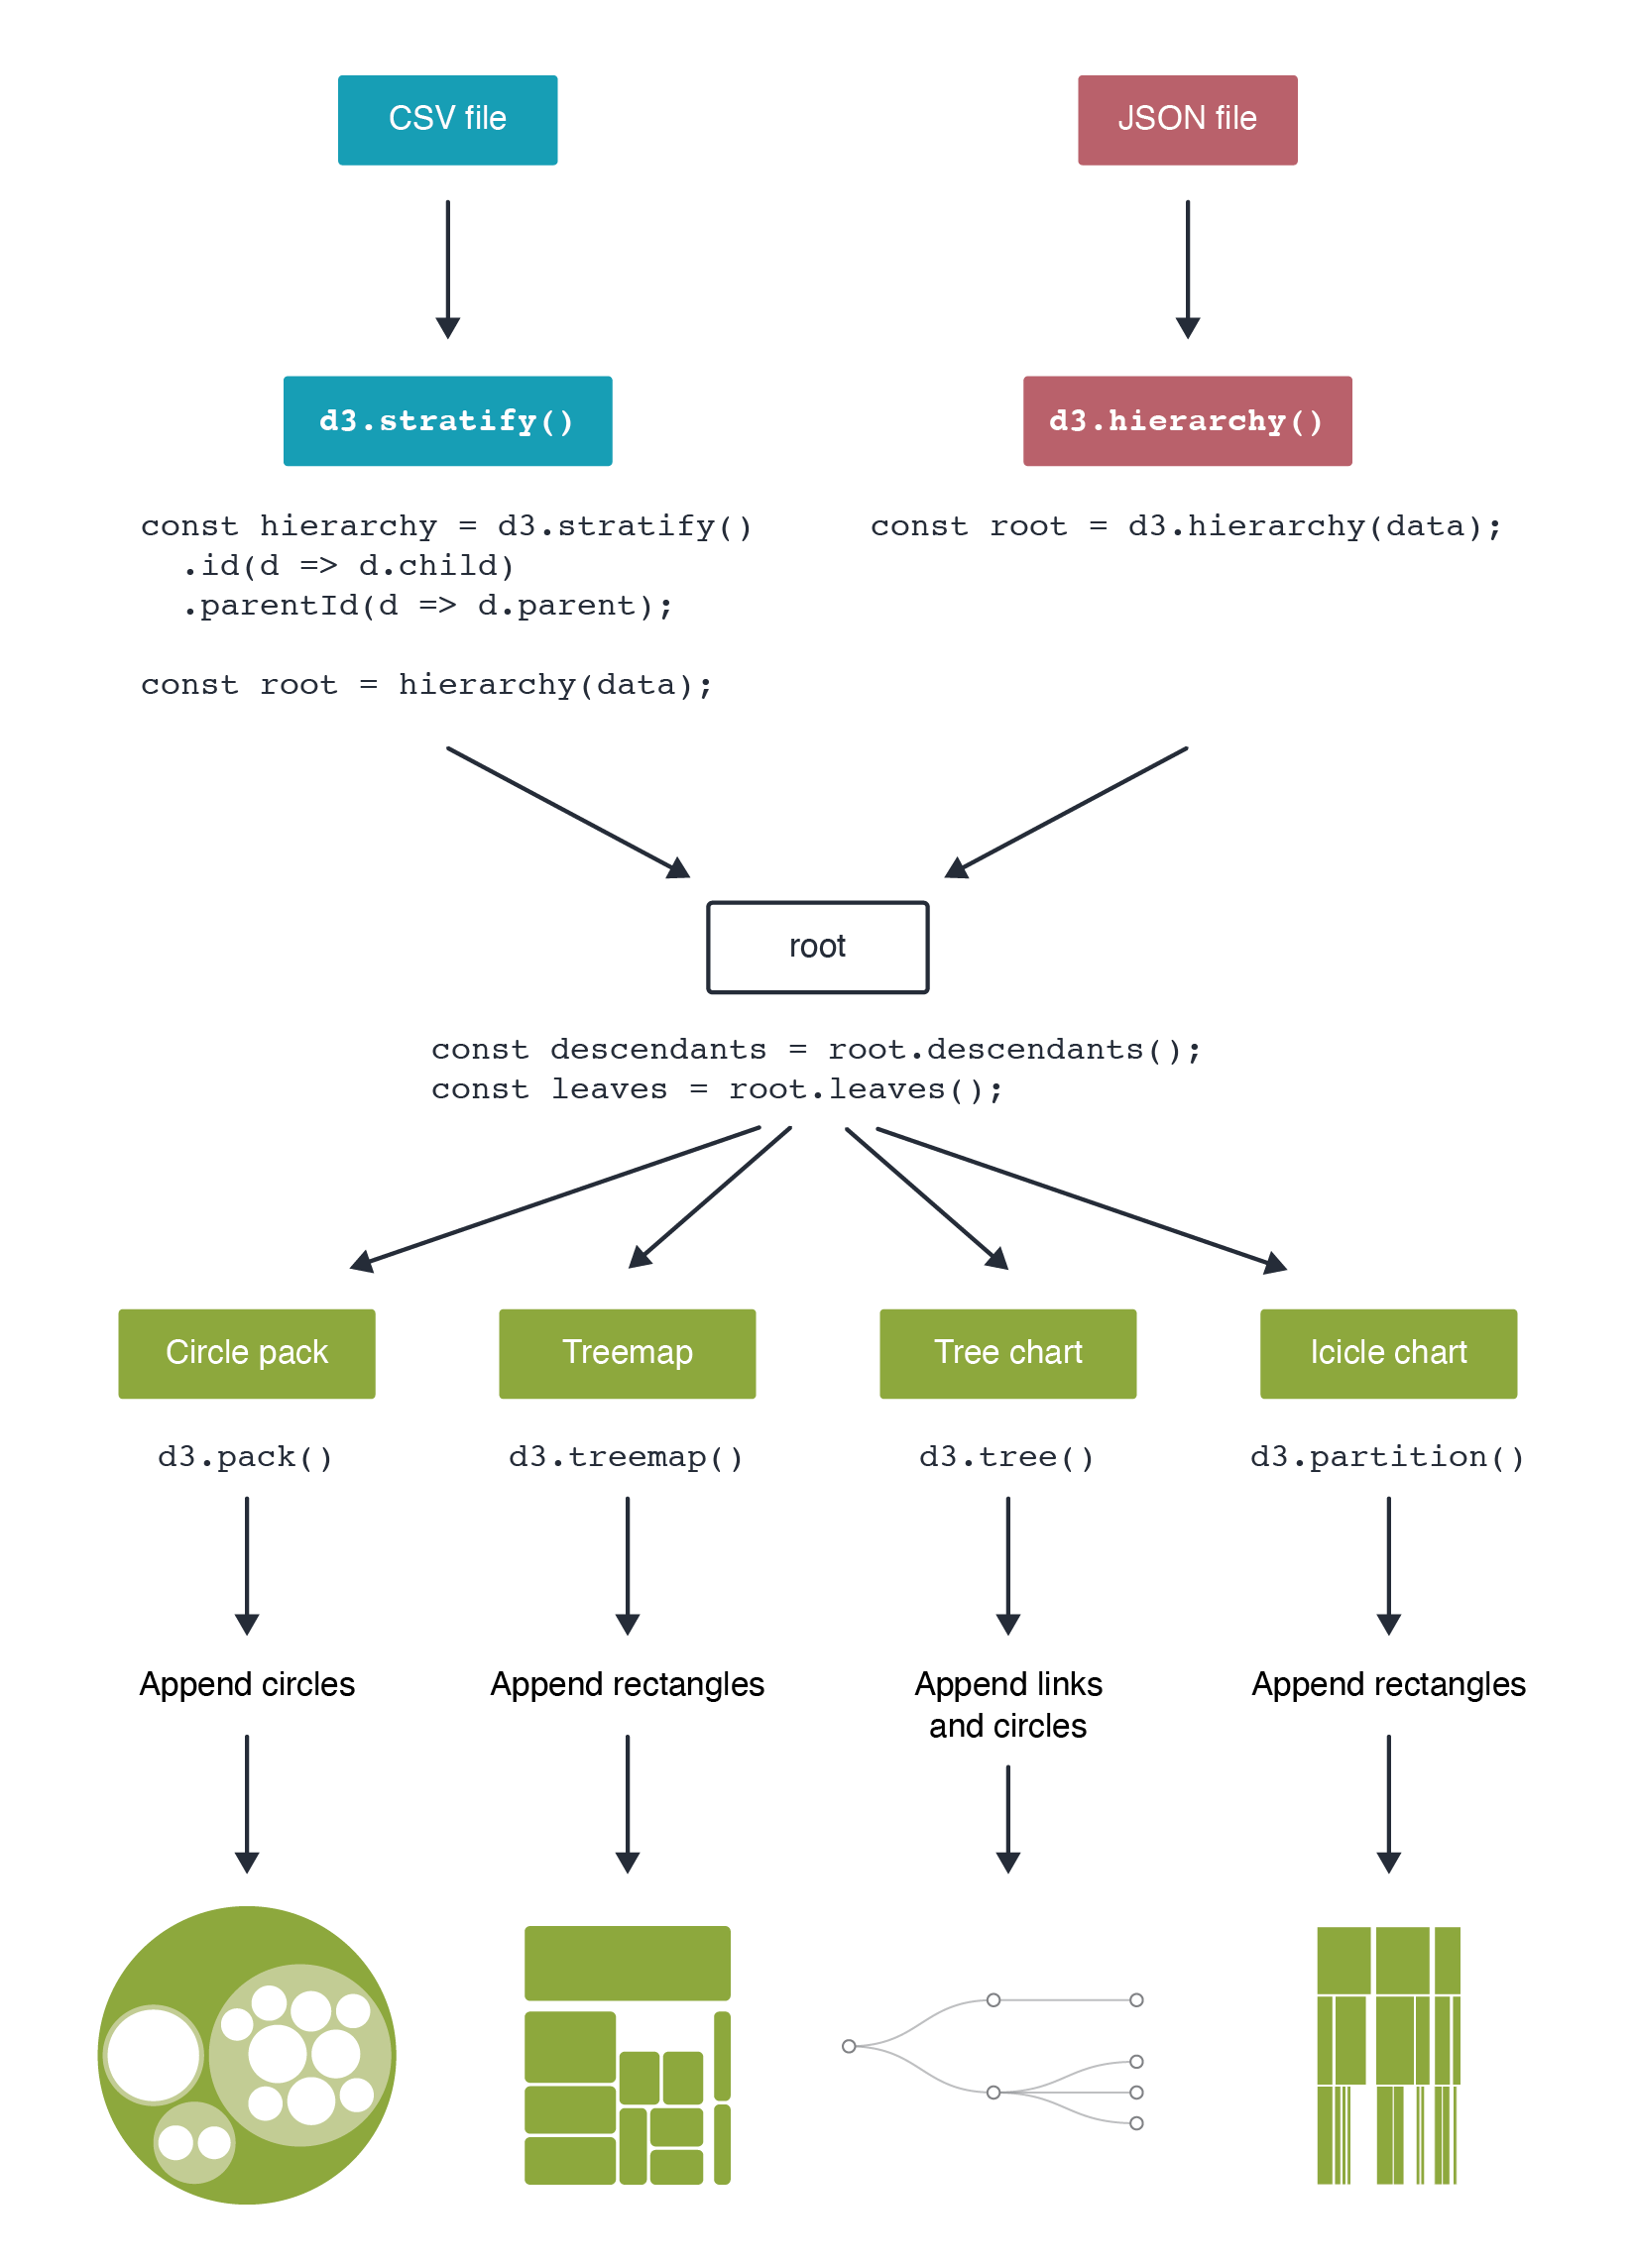 CSV file
JSON file
d3.stratify()
d3.hierarchy()
const hierarchy = d3.stratify()
  .id(d => d.child)
  .parentId(d => d.parent);
const root = hierarchy(data);
const root = d3.hierarchy(data);
root
const descendants = root.descendants();
const leaves = root.leaves();
Circle pack
Treemap
Tree chart
Icicle chart
d3.pack()
d3.treemap()
d3.tree()
d3.partition()
Append circles
Append rectangles
Append links
and circles
Append rectangles